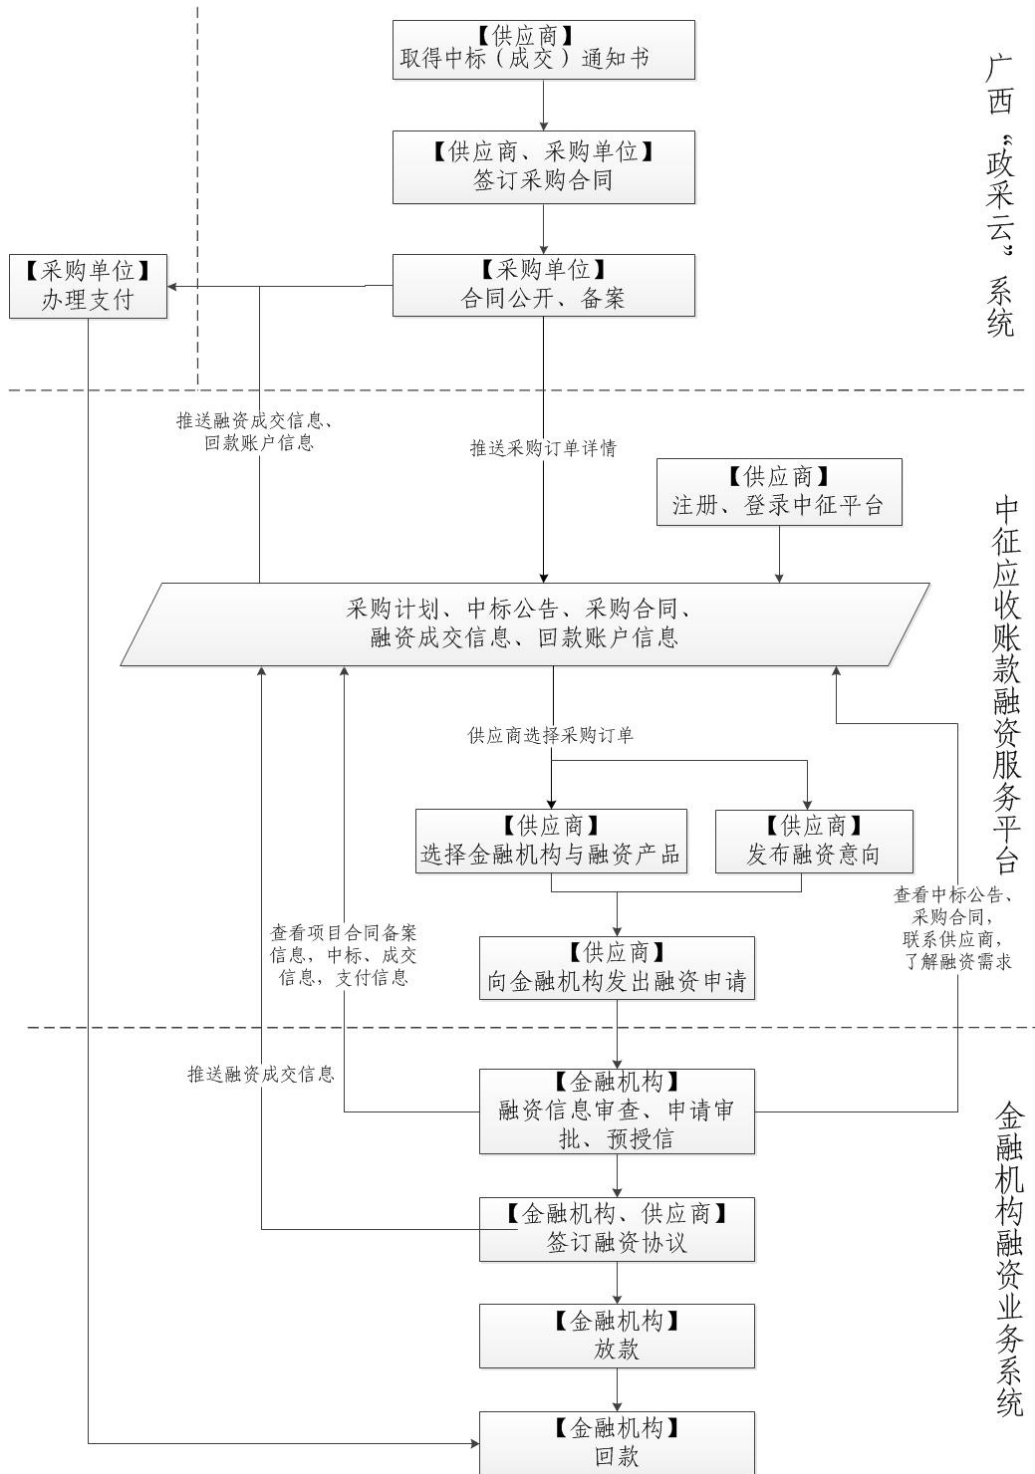 【供应商】
取得中标（成交）通知书
广西“政采云”系统
【供应商、采购单位】
签订采购合同
【采购单位】
办理支付
【采购单位】
合同公开、备案
推送融资成交信息、
回款账户信息
推送采购订单详情
【供应商】
注册、登录中征平台
中征应收账款融资服务平台
采购计划、中标公告、采购合同、
融资成交信息、回款账户信息
供应商选择采购订单
【供应商】
选择金融机构与融资产品
【供应商】
发布融资意向
查看中标公告、
采购合同，
联系供应商，
了解融资需求
查看项目合同备案
信息，中标、成交
信息，支付信息
【供应商】
向金融机构发出融资申请
推送融资成交信息
【金融机构】
融资信息审查、申请审
批、预授信
金融机构融资业务系统
【金融机构、供应商】
签订融资协议
【金融机构】
放款
【金融机构】
回款